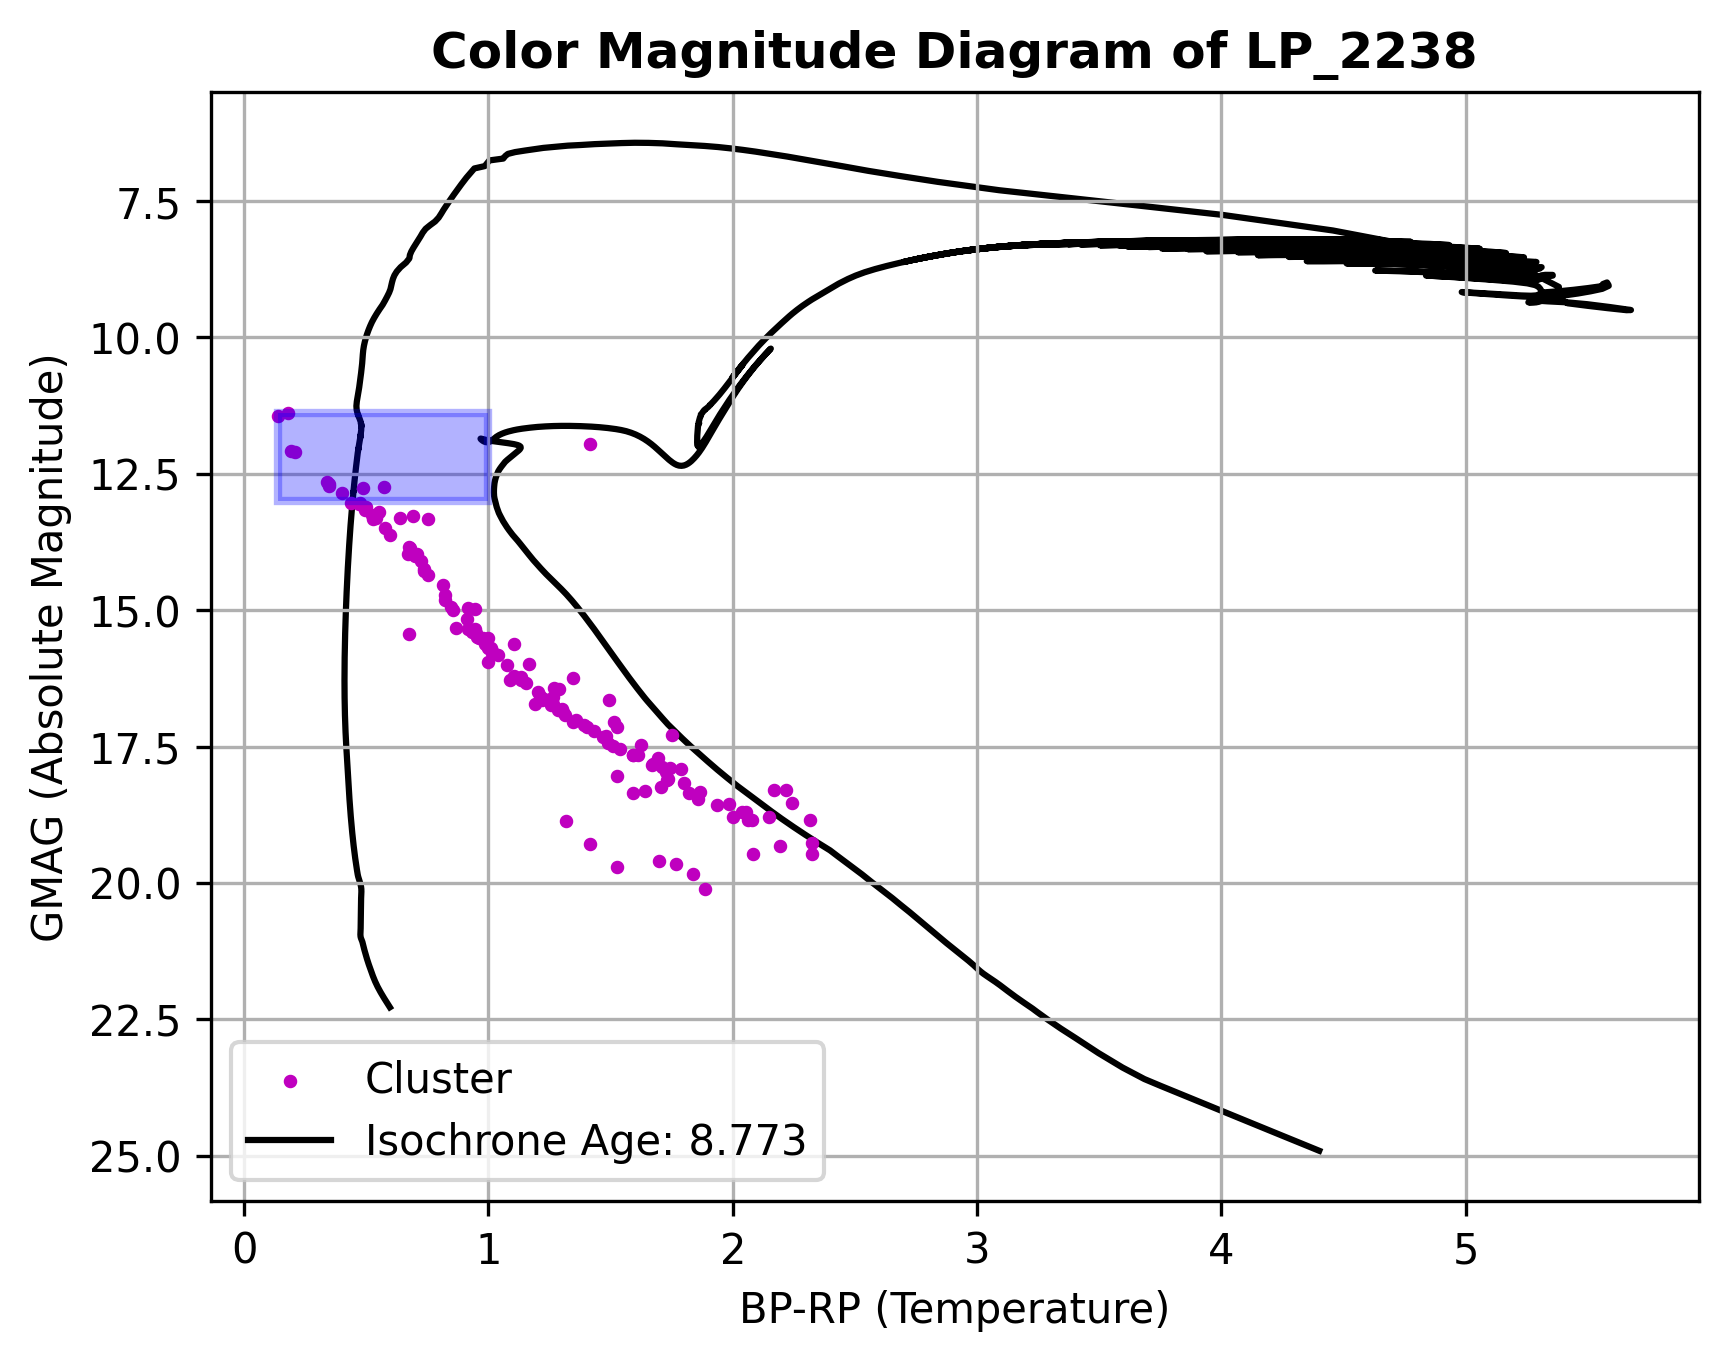 Color Magnitude Diagram of LP_2238
GMAG (Absolute Magnitude)
7.5
10.0
12.5
15.0
17.5
20.0
22.5
25.0
Cluster
Isochrone Age: 8.773
0 1 2 3 4 5
BP-RP (Temperature)